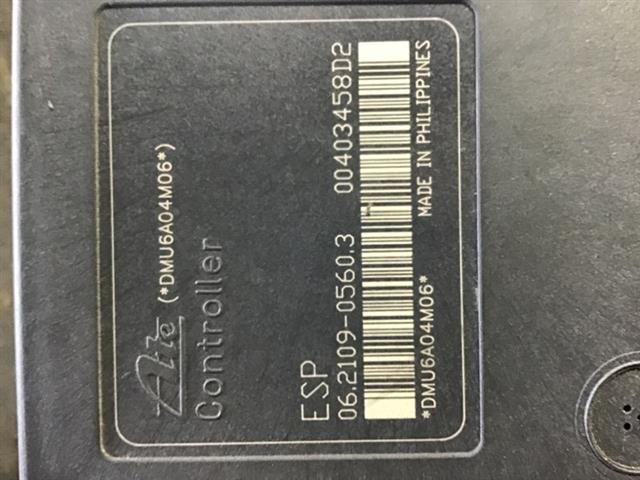 Ate (*DMU6A04M06*)
Controller
ESP
06.2109-0560.3 00403458D2
*DMU6A04M06* MADE IN PHILIPPINES